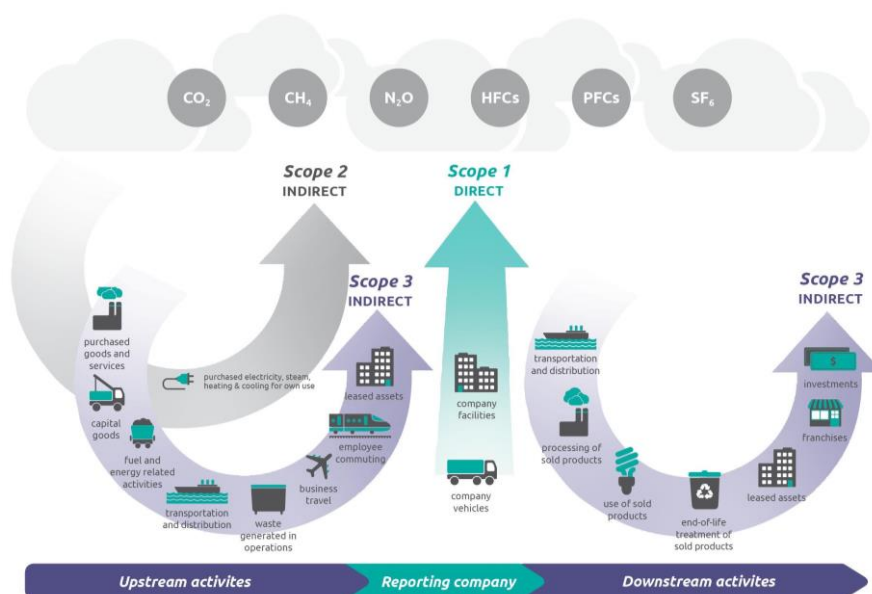 CO₂
CH₄
N₂O
HFCs
PFCs
SF₆
Scope 2
INDIRECT
Scope 1
DIRECT
Scope 3
INDIRECT
Scope 3
INDIRECT
purchased
goods and
services
capital
goods
fuel and
energy related
activities
transportation
and distribution
waste
generated in
operations
business
travel
employee
commuting
leased assets
purchased electricity, steam,
heating & cooling for own use
company
facilities
company
vehicles
transportation
and distribution
processing of
sold products
use of sold
products
end-of-life
treatment of
sold products
leased assets
franchises
$
investments
Upstream activites
Reporting company
Downstream activites